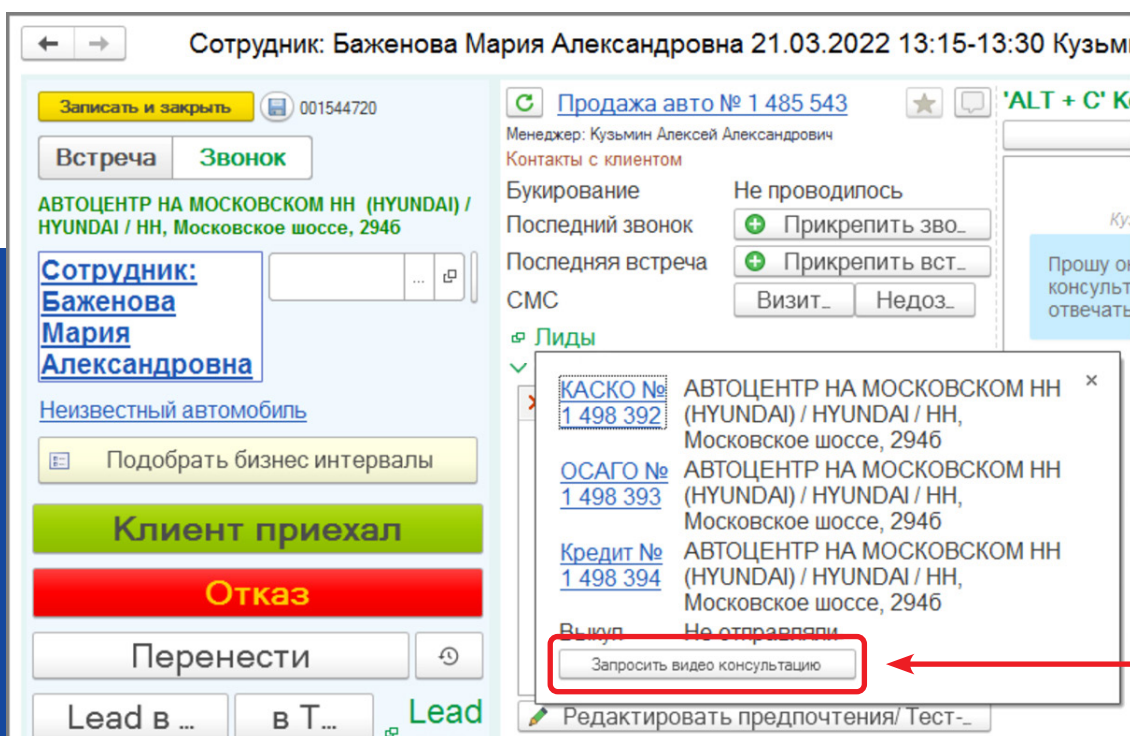 Сотрудник: Баженова Мария Александровна 21.03.2022 13:15-13:30 Кузьм
Записать и закрыть
001544720
Встреча
Звонок
АВТОЦЕНТР НА МОСКОВСКОМ НН (HYUNDAI) /
HYUNDAI / НН, Московское шоссе, 294б
Сотрудник:
Баженова
Мария
Александровна
...
Неизвестный автомобиль
Подобрать бизнес интервалы
Клиент приехал
Отказ
Перенести
Lead в ...
в Т...
Lead
Продажа авто № 1 485 543
Менеджер: Кузьмин Алексей Александрович
Контакты с клиентом
Букирование
Не проводилось
Последний звонок
Прикрепить зво...
Последняя встреча
Прикрепить вст...
СМС
Визит...
Недоз...
Лиды
КАСКО №
1 498 392
АВТОЦЕНТР НА МОСКОВСКОМ НН
(HYUNDAI) / HYUNDAI / НН,
Московское шоссе, 294б
ОСАГО №
1 498 393
АВТОЦЕНТР НА МОСКОВСКОМ НН
(HYUNDAI) / HYUNDAI / НН,
Московское шоссе, 294б
Кредит №
1 498 394
АВТОЦЕНТР НА МОСКОВСКОМ НН
(HYUNDAI) / HYUNDAI / НН,
Московское шоссе, 294б
Выкуп
Не отправляли
Запросить видео консультацию
Редактировать предпочтения/ Тест-...
'ALT + C' К
Ку
Прошу о
консульт
отвечать